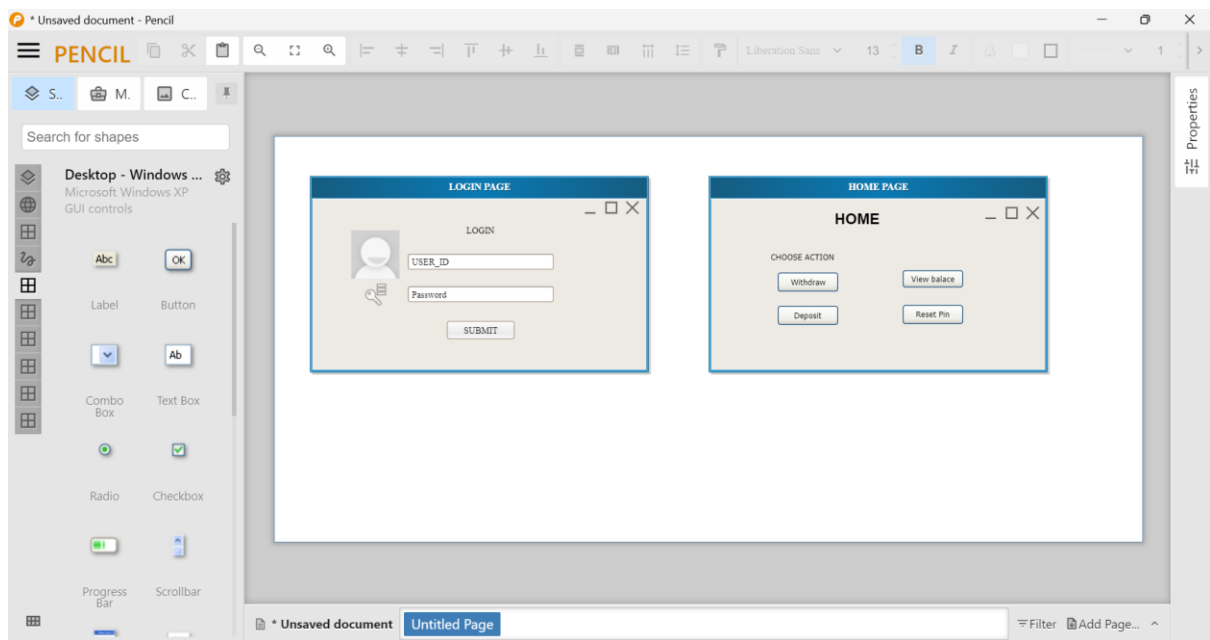 * Unsaved document - Pencil
PENCIL
Liberation Sans
13
B
I
A
1
S..
M.
C..
Search for shapes
Desktop - Windows ...
Microsoft Windows XP
GUI controls
Abc
OK
Label
Button
Ab
Combo
Box
Text Box
Radio
Checkbox
Progress
Bar
Scrollbar
LOGIN PAGE
LOGIN
USER_ID
Password
SUBMIT
HOME PAGE
HOME
CHOOSE ACTION
Withdraw
View balace
Deposit
Reset Pin
Properties
* Unsaved document
Untitled Page
Filter
Add Page...